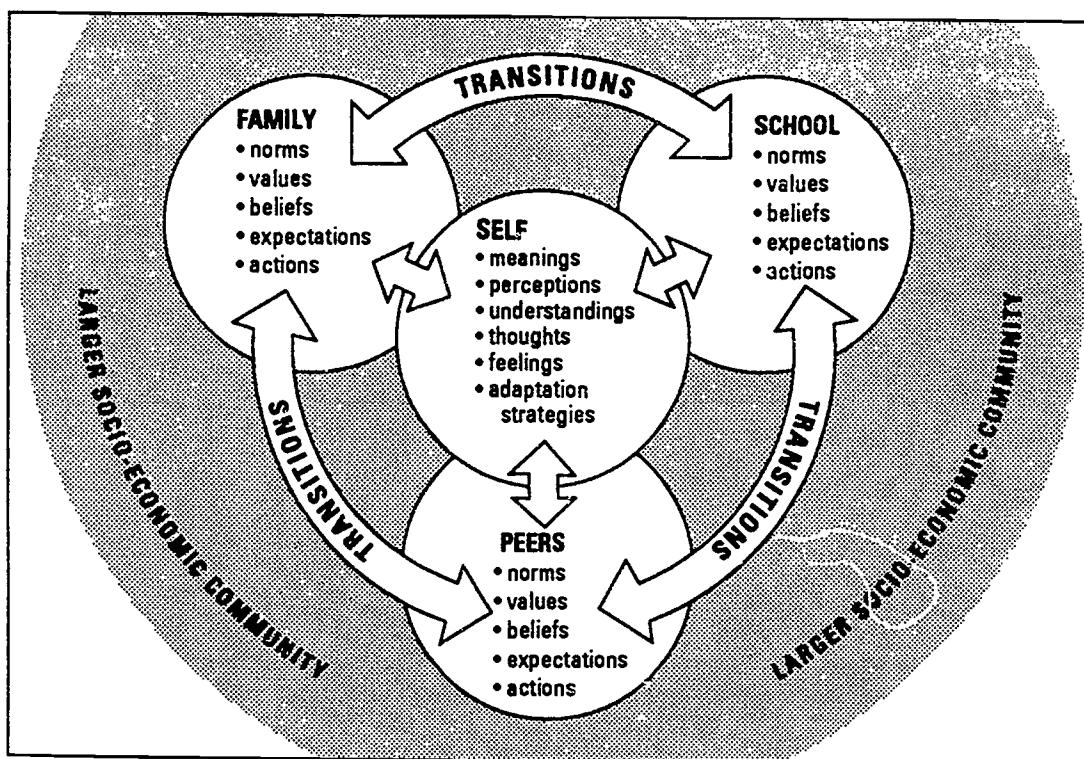 TRANSITIONS
FAMILY
• norms
• values
• beliefs
• expectations
• actions
SCHOOL
• norms
• values
• beliefs
• expectations
• actions
SELF
• meanings
• perceptions
• understandings
• thoughts
• feelings
• adaptation
strategies
TRANSITIONS
TRANSITIONS
PEERS
• norms
• values
• beliefs
• expectations
• actions
LARGER SOCIO-ECONOMIC COMMUNITY
LARGER SOCIO-ECONOMIC COMMUNITY